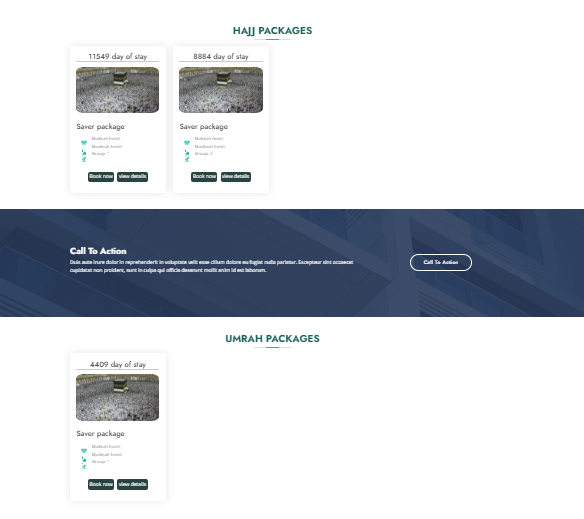 HAJJ PACKAGES
11549 day of stay
8884 day of stay
Saver package
Saver package
Book now view details
Book now view details
Call To Action
Duis aute irure dolor in reprehenderit in voluptate velit esse cillum dolore eu fugiat nulla pariatur. Excepteur sint occaecat
cupidatat non proident, sunt in culpa qui officia deserunt mollit anim id est laborum.
Call To Action
UMRAH PACKAGES
4409 day of stay
Saver package
Book now view details